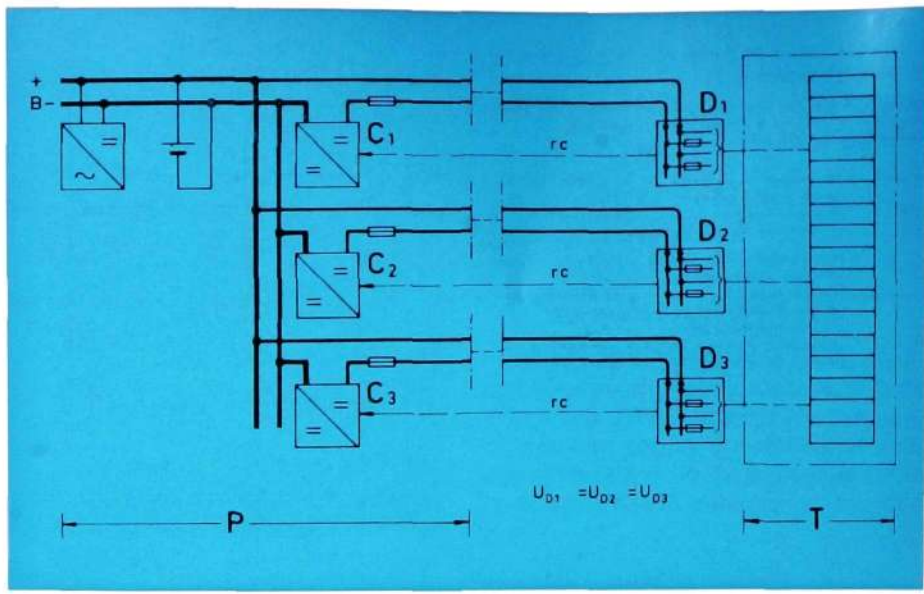 +
B-
C1
rc
D1
C2
rc
D2
C3
rc
D3
UD1 =UD2 =UD3
P
T